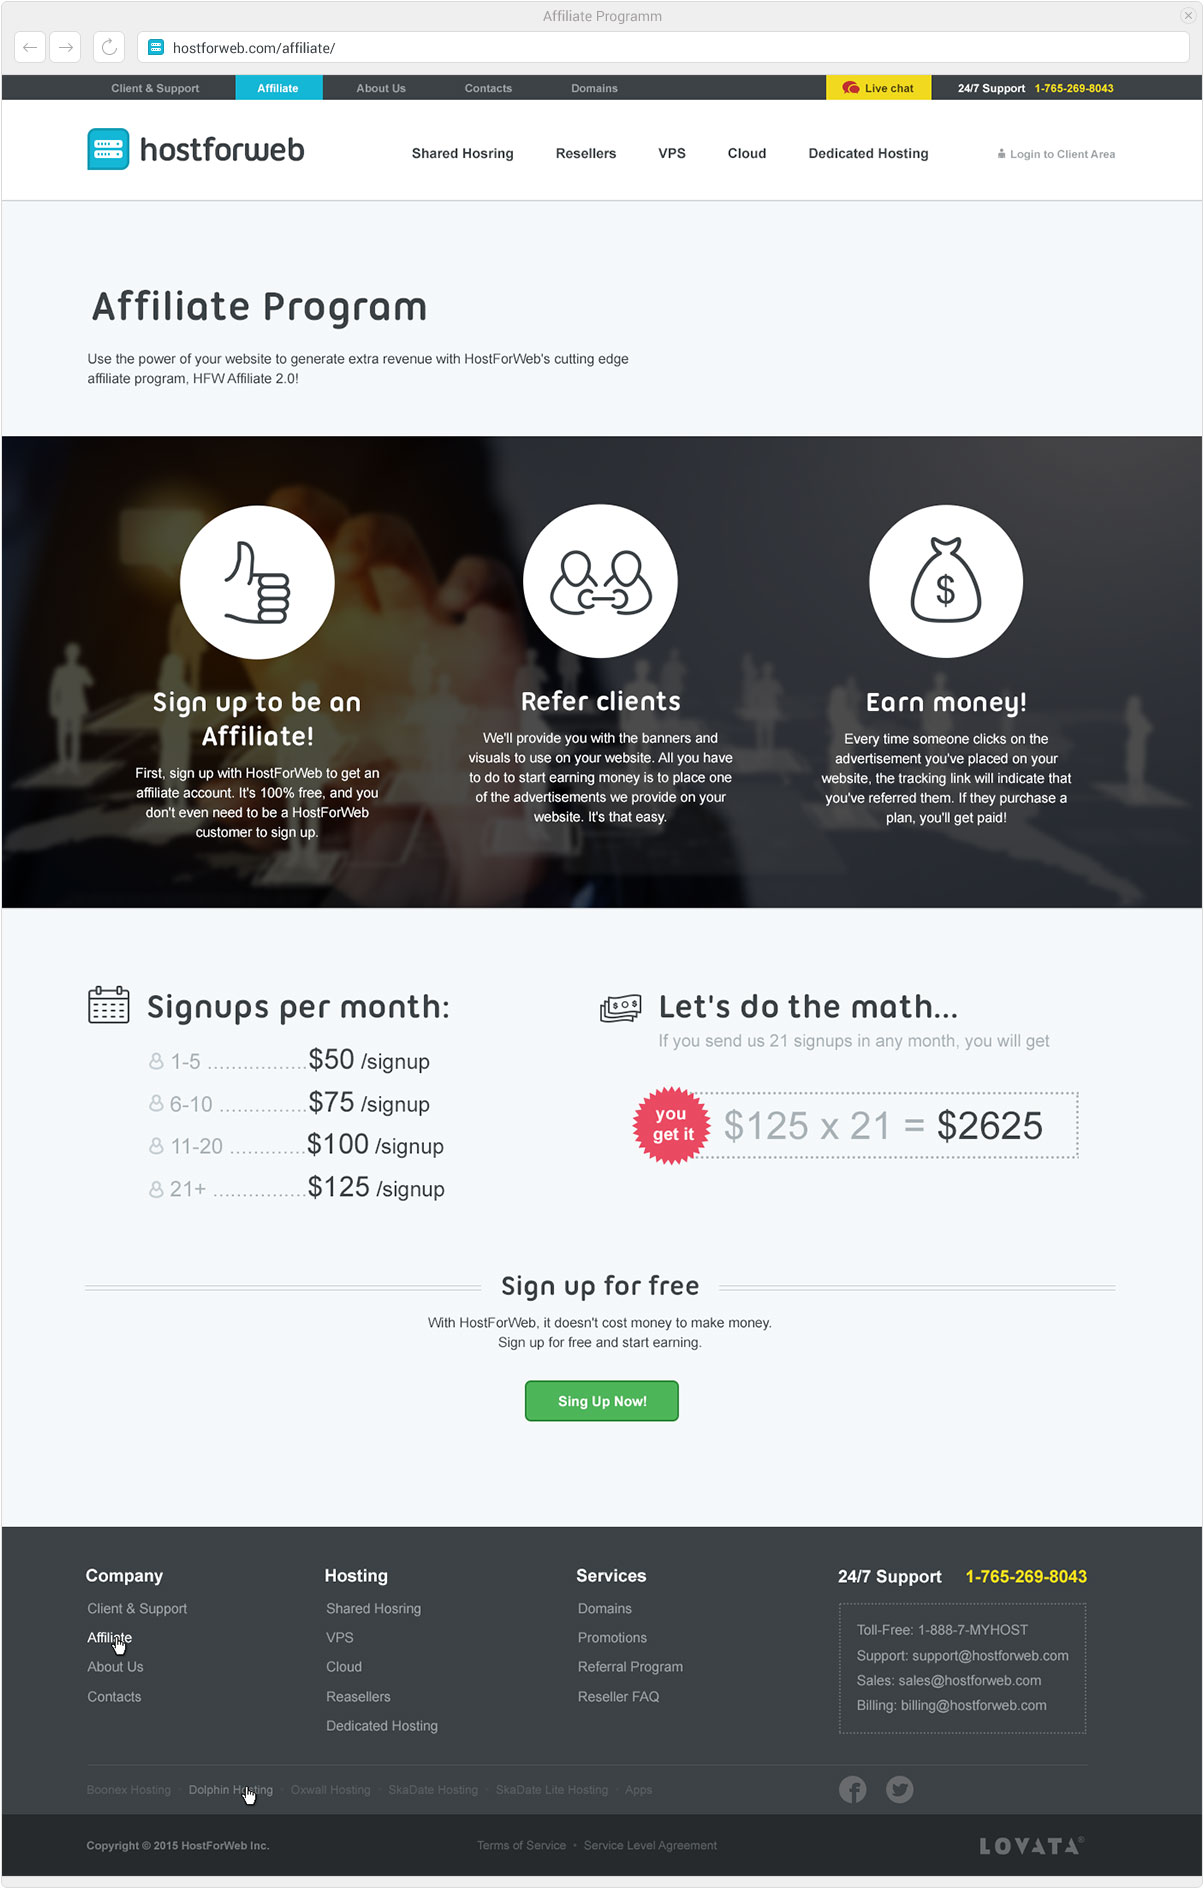 Affiliate Programm
hostforweb.com/affiliate/
Client & Support Affiliate About Us Contacts Domains Live chat 24/7 Support 1-765-269-8043
hostforweb Shared Hosring Resellers VPS Cloud Dedicated Hosting Login to Client Area
Affiliate Program
Use the power of your website to generate extra revenue with HostForWeb's cutting edge
affiliate program, HFW Affiliate 2.0!
Sign up to be an
Affiliate!
First, sign up with HostForWeb to get an
affiliate account. It's 100% free, and you
don't even need to be a HostForWeb
customer to sign up.
Refer clients
We'll provide you with the banners and
visuals to use on your website. All you have
to do to start earning money is to place one
of the advertisements we provide on your
website. It's that easy.
$
Earn money!
Every time someone clicks on the
advertisement you've placed on your
website, the tracking link will indicate that
you've referred them. If they purchase a
plan, you'll get paid!
Signups per month:
1-5 ................$50 /signup
6-10 ..............$75 /signup
11-20 ............$100 /signup
21+ ...............$125 /signup
Let's do the math...
If you send us 21 signups in any month, you will get
you
get it
$125 x 21 = $2625
Sign up for free
With HostForWeb, it doesn't cost money to make money.
Sign up for free and start earning.
Sing Up Now!
Company
Client & Support
Affiliate
About Us
Contacts
Hosting
Shared Hosring
VPS
Cloud
Reasellers
Dedicated Hosting
Services
Domains
Promotions
Referral Program
Reseller FAQ
24/7 Support 1-765-269-8043
Toll-Free: 1-888-7-MYHOST
Support: support@hostforweb.com
Sales: sales@hostforweb.com
Billing: billing@hostforweb.com
Boonex Hosting • Dolphin Hosting • Oxwall Hosting • SkaDate Hosting • SkaDate Lite Hosting • Apps
Copyright © 2015 HostForWeb Inc. Terms of Service • Service Level Agreement LOVATA®